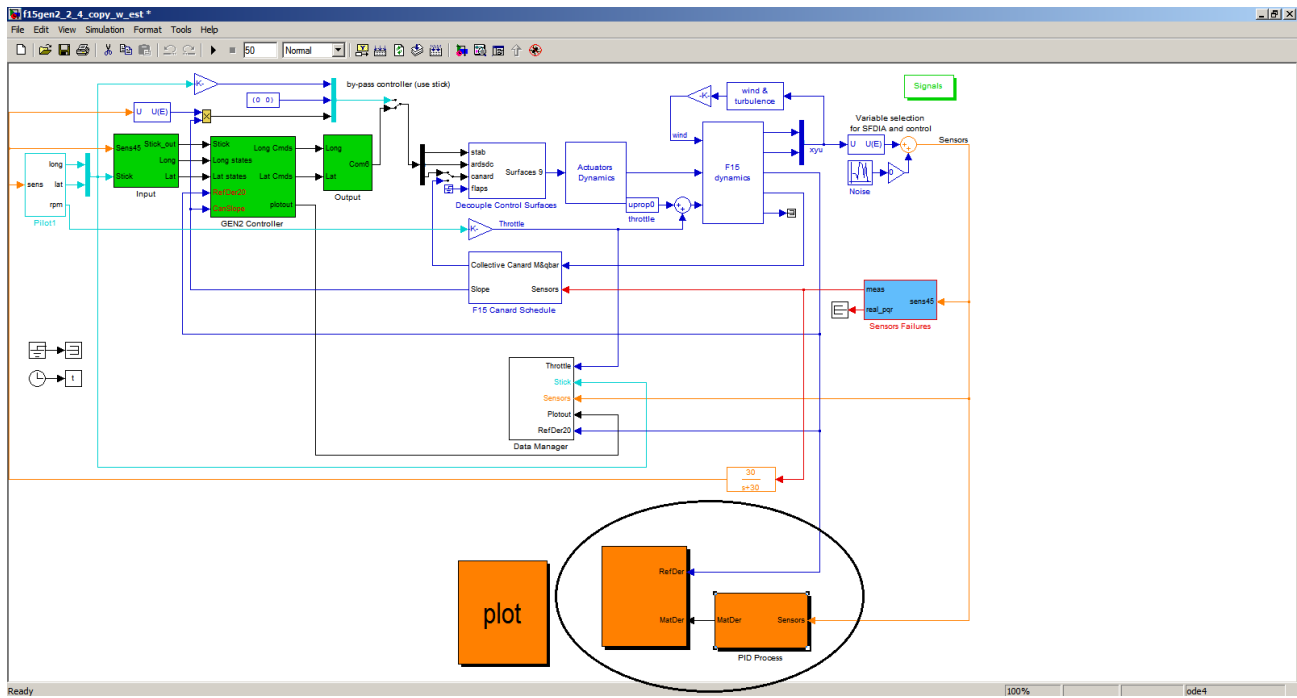 f15gen2_2_4_copy_w_est *
File Edit View Simulation Format Tools Help
50 Normal
-K-
by-pass controller (use stick)
(0 0)
U U(E)
Signals
wind &
turbulence
-K-
wind
xyu
Variable selection
for SFDIA and control
U U(E)
Sensors
Noise
0
long
sens lat
rpm
Pilot1
Sens45 Stick_out
Long
Stick Lat
Input
Stick Long Cmds
Long states
Lat states Lat Cmds
RefDer20
CanSlope plotout
GEN2 Controller
Long
Com6
Lat
Output
stab
ardsdc
canard
flaps
Surfaces 9
Decouple Control Surfaces
Actuators
Dynamics
uprop0
throttle
F15
dynamics
-K-
Throttle
Collective Canard M&qbar
Slope Sensors
F15 Canard Schedule
meas
sens45
real_pqr
Sensors Failures
t
Throttle
Stick
Sensors
Plotout
RefDer20
Data Manager
30
s+30
plot
RefDer
MatDer
MatDer Sensors
PID Process
Ready 100% ode4